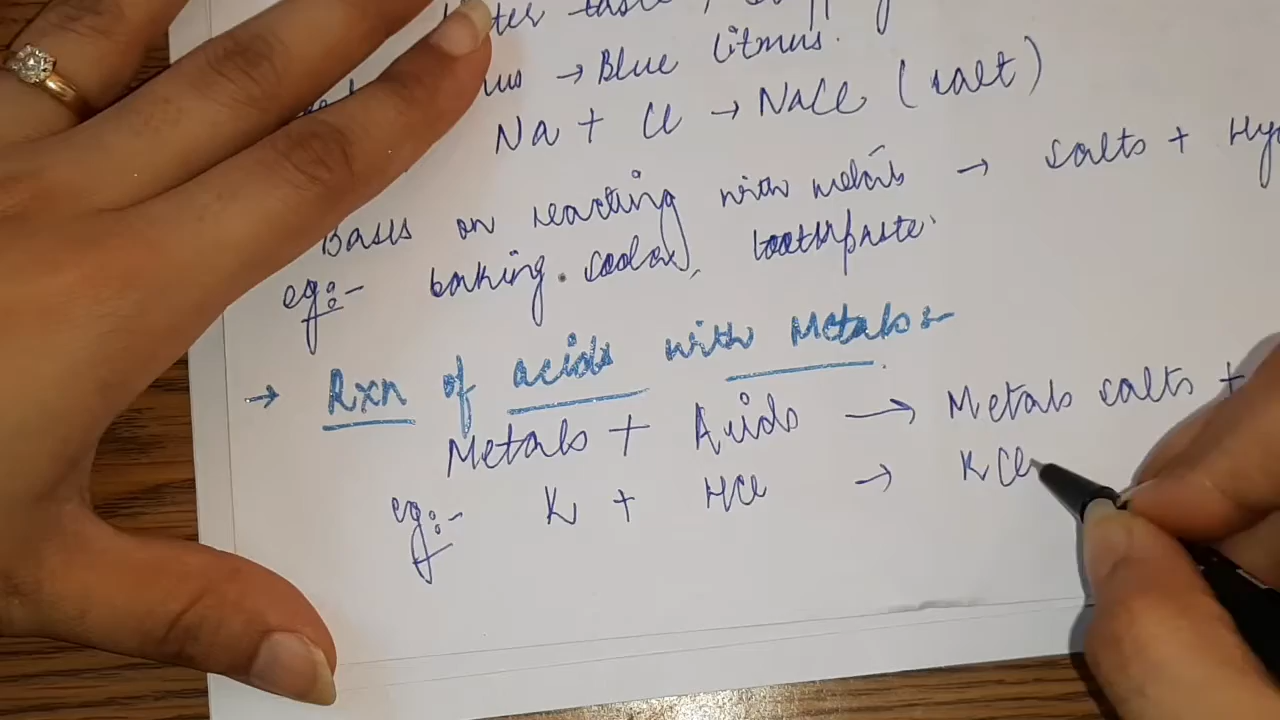 taste,
→ Blue litmus.
Na + Cl → NaCl (salt)
Bases on reacting with metals → salts +
eg:- baking soda, toothpaste.
→ Rxn of acids with Metals:-
Metals + Acids → Metals salts +
eg:- K + HCl → KCl